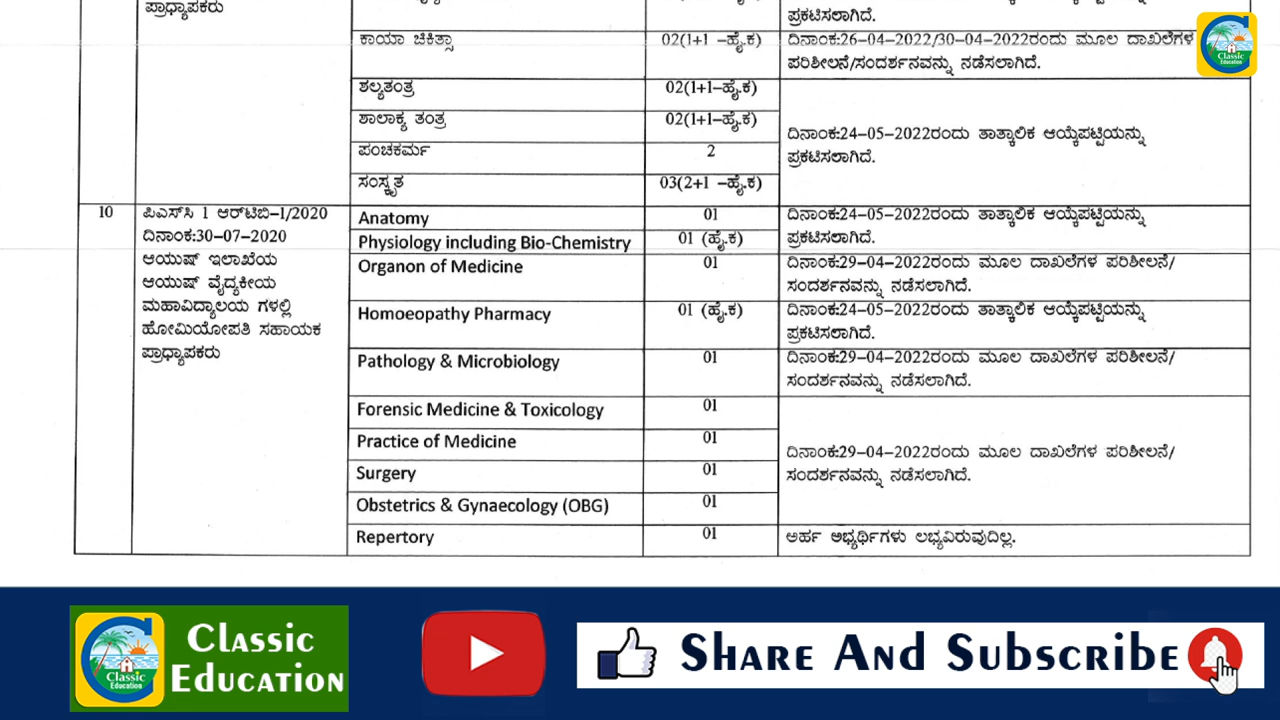 ಪ್ರಾಧ್ಯಾಪಕರು
ಪ್ರಕಟಿಸಲಾಗಿದೆ.
ಕಾಯಾ ಚಿಕಿತ್ಸಾ 02(1+1 –ಹೈ.ಕ) ದಿನಾಂಕ:26–04–2022/30–04–2022ರಂದು ಮೂಲ ದಾಖಲೆಗಳ
ಪರಿಶೀಲನೆ/ಸಂದರ್ಶನವನ್ನು ನಡೆಸಲಾಗಿದೆ.
ಶಲ್ಯತಂತ್ರ 02(1+1–ಹೈ.ಕ)
ಶಾಲಾಕ್ಯ ತಂತ್ರ 02(1+1–ಹೈ.ಕ)
ದಿನಾಂಕ:24–05–2022ರಂದು ತಾತ್ಕಾಲಿಕ ಆಯ್ಕೆಪಟ್ಟಿಯನ್ನು
ಪ್ರಕಟಿಸಲಾಗಿದೆ.
ಪಂಚಕರ್ಮ 2
ಸಂಸ್ಕೃತ 03(2+1 –ಹೈ.ಕ)
10 ಪಿಎಸ್‌ಸಿ 1 ಆರ್‌ಟಿಬಿ–1/2020
ದಿನಾಂಕ:30–07–2020
ಆಯುಷ್ ಇಲಾಖೆಯ
ಆಯುಷ್ ವೈದ್ಯಕೀಯ
ಮಹಾವಿದ್ಯಾಲಯ ಗಳಲ್ಲಿ
ಹೋಮಿಯೋಪತಿ ಸಹಾಯಕ
ಪ್ರಾಧ್ಯಾಪಕರು
Anatomy 01 ದಿನಾಂಕ:24–05–2022ರಂದು ತಾತ್ಕಾಲಿಕ ಆಯ್ಕೆಪಟ್ಟಿಯನ್ನು
ಪ್ರಕಟಿಸಲಾಗಿದೆ.
Physiology including Bio-Chemistry 01 (ಹೈ.ಕ)
Organon of Medicine 01 ದಿನಾಂಕ:29–04–2022ರಂದು ಮೂಲ ದಾಖಲೆಗಳ ಪರಿಶೀಲನೆ/
ಸಂದರ್ಶನವನ್ನು ನಡೆಸಲಾಗಿದೆ.
Homoeopathy Pharmacy 01 (ಹೈ.ಕ) ದಿನಾಂಕ:24–05–2022ರಂದು ತಾತ್ಕಾಲಿಕ ಆಯ್ಕೆಪಟ್ಟಿಯನ್ನು
ಪ್ರಕಟಿಸಲಾಗಿದೆ.
Pathology & Microbiology 01 ದಿನಾಂಕ:29–04–2022ರಂದು ಮೂಲ ದಾಖಲೆಗಳ ಪರಿಶೀಲನೆ/
ಸಂದರ್ಶನವನ್ನು ನಡೆಸಲಾಗಿದೆ.
Forensic Medicine & Toxicology 01
Practice of Medicine 01
ದಿನಾಂಕ:29–04–2022ರಂದು ಮೂಲ ದಾಖಲೆಗಳ ಪರಿಶೀಲನೆ/
ಸಂದರ್ಶನವನ್ನು ನಡೆಸಲಾಗಿದೆ.
Surgery 01
Obstetrics & Gynaecology (OBG) 01
Repertory 01 ಅರ್ಹ ಅಭ್ಯರ್ಥಿಗಳು ಲಭ್ಯವಿರುವುದಿಲ್ಲ.
Classic
Education
Classic
Education
Classic
Education
Share And Subscribe